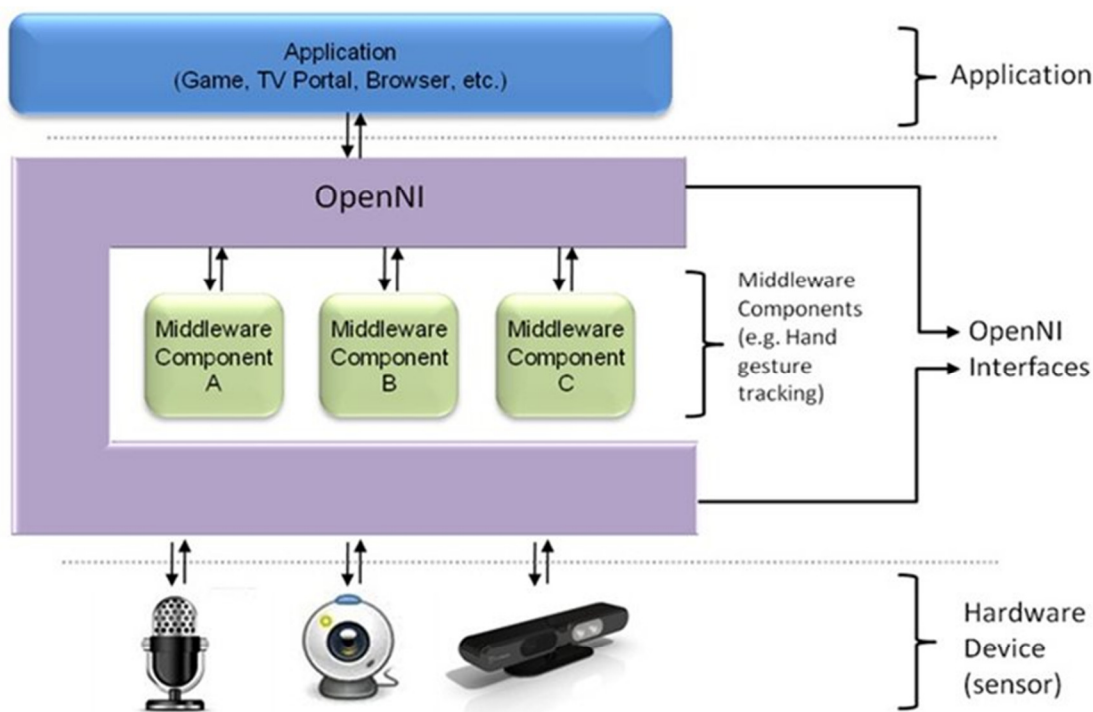 Application
(Game, TV Portal, Browser, etc.)
Application
OpenNI
Middleware
Component
A
Middleware
Component
B
Middleware
Component
C
Middleware
Components
(e.g. Hand
gesture
tracking)
OpenNI
Interfaces
Hardware
Device
(sensor)